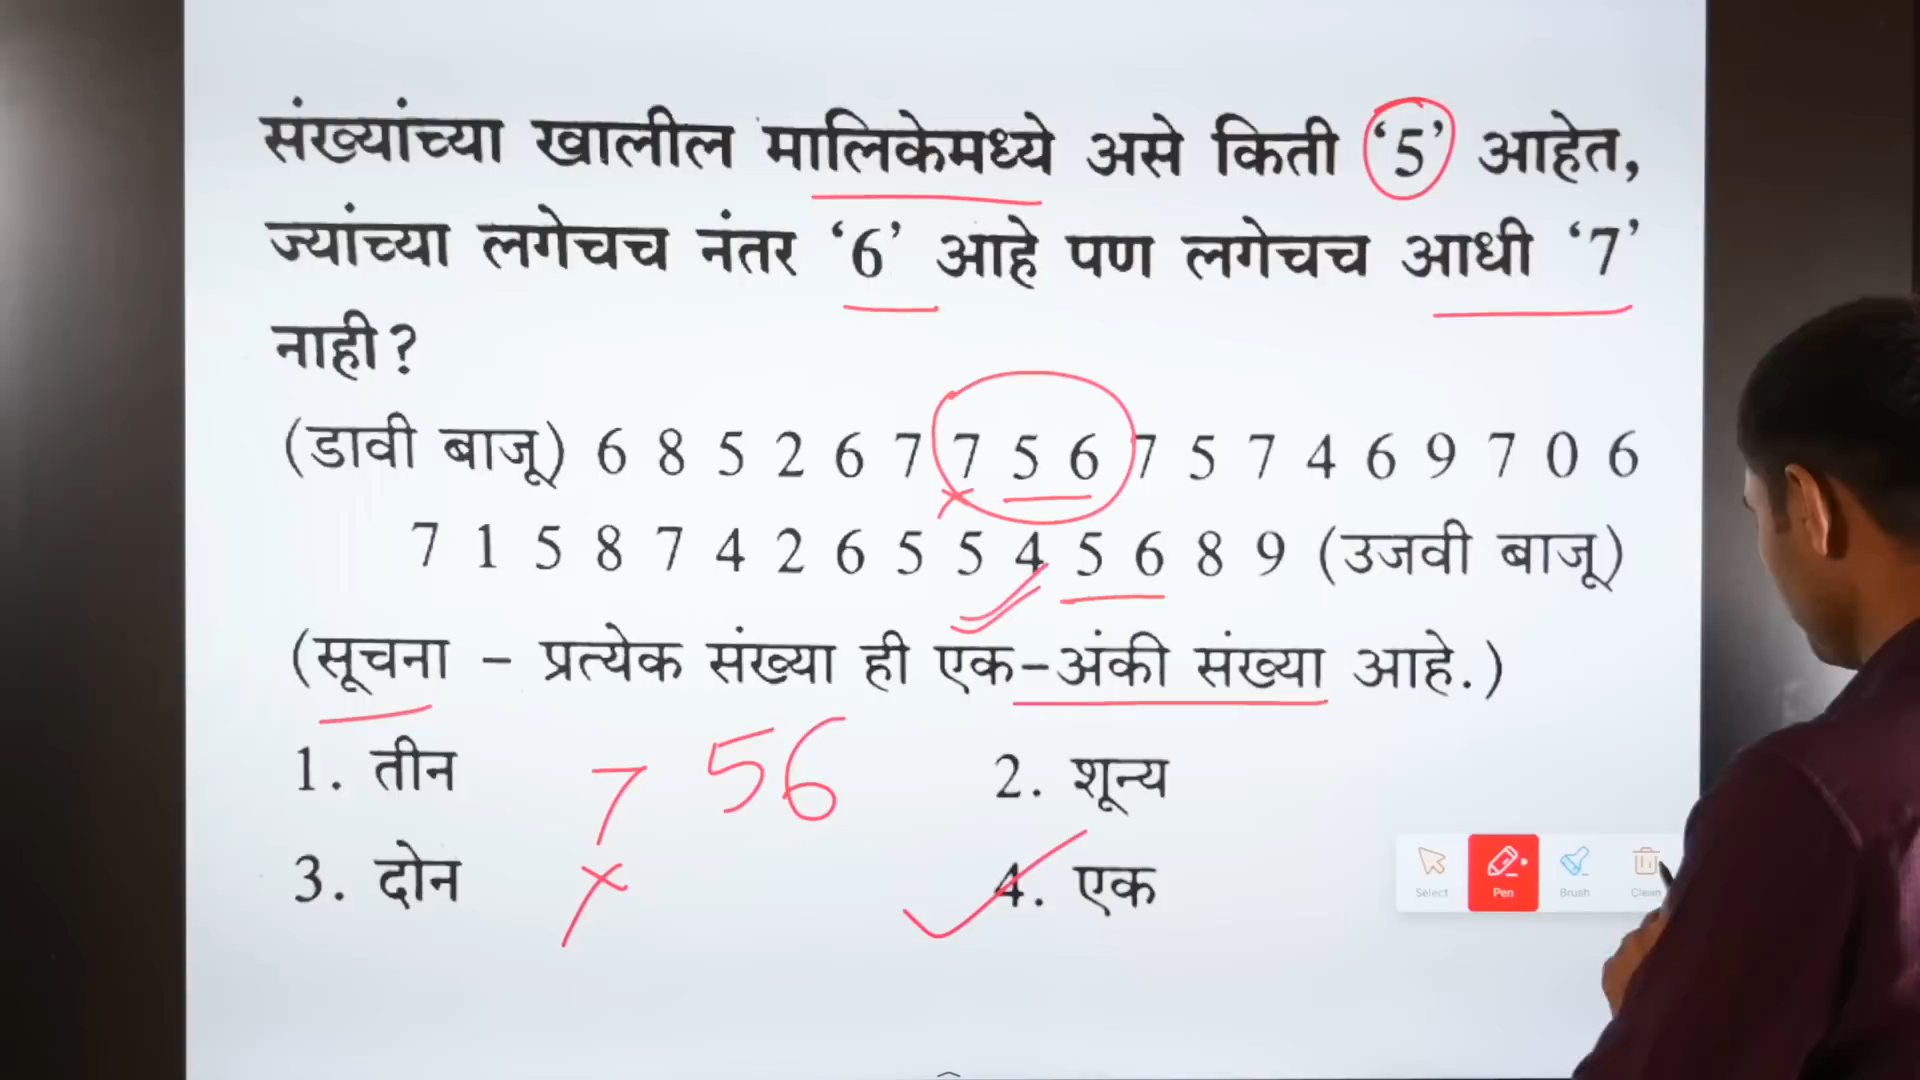 संख्यांच्या खालील मालिकेमध्ये असे किती ‘5’ आहेत,
ज्यांच्या लगेचच नंतर ‘6’ आहे पण लगेचच आधी ‘7’
नाही?
(डावी बाजू) 6 8 5 2 6 7 7 5 6 7 5 7 4 6 9 7 0 6
7 1 5 8 7 4 2 6 5 5 4 5 6 8 9 (उजवी बाजू)
(सूचना – प्रत्येक संख्या ही एक-अंकी संख्या आहे.)
1. तीन 2. शून्य
7 56
3. दोन 4. एक
Select Pen Brush Clean